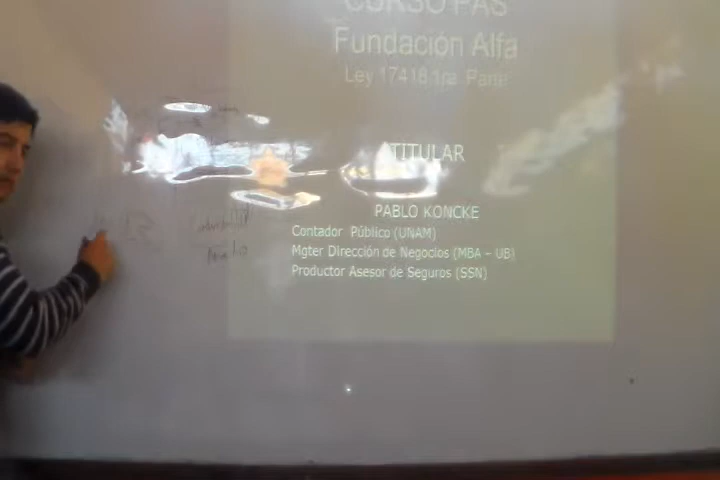 CURSO PAS
Fundación Alfa
Ley 17418 1ra Parte
TITULAR
PABLO KONCKE
Contador Público (UNAM)
Mgter Dirección de Negocios (MBA – UB)
Productor Asesor de Seguros (SSN)